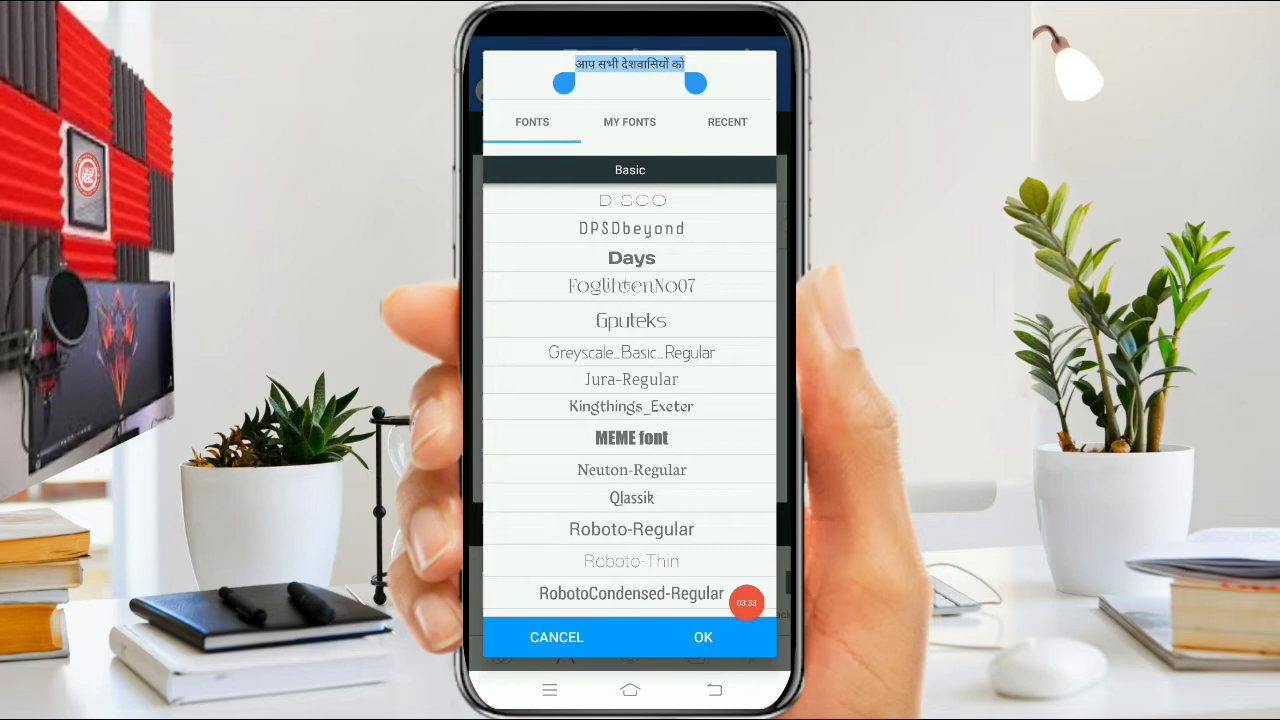 आप सभी देशवासियों को
FONTS
MY FONTS
RECENT
Basic
DISCO
DPSDbeyond
Days
FoglihtenNo07
Gputeks
Greyscale_Basic_Regular
Jura-Regular
Kingthings_Exeter
MEME font
Neuton-Regular
Qlassik
Roboto-Regular
Roboto-Thin
RobotoCondensed-Regular
03:33
CANCEL
OK